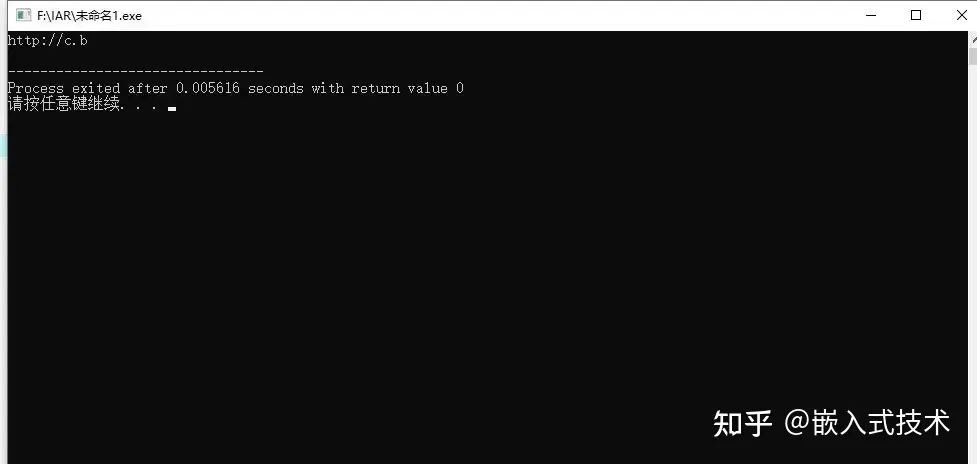 F:\IAR\未命名1.exe
http://c.b
--------------------------------
Process exited after 0.005616 seconds with return value 0
请按任意键继续. . .
知乎 @嵌入式技术